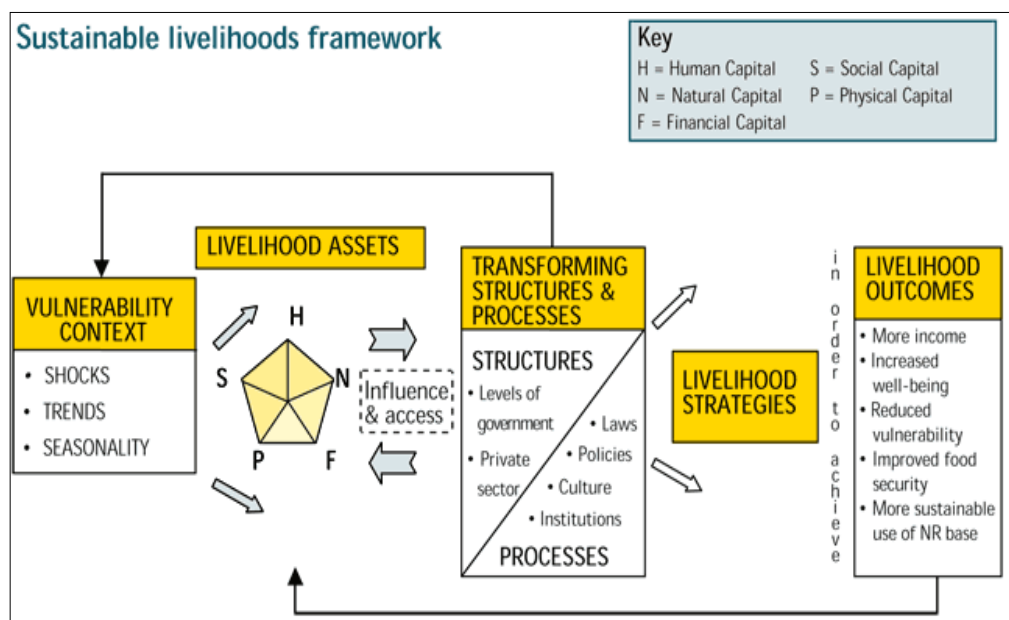 Sustainable livelihoods framework
Key
H = Human Capital S = Social Capital
N = Natural Capital P = Physical Capital
F = Financial Capital
LIVELIHOOD ASSETS
VULNERABILITY
CONTEXT
• SHOCKS
• TRENDS
• SEASONALITY
H
S
N
P
F
Influence
& access
TRANSFORMING
STRUCTURES &
PROCESSES
STRUCTURES
• Levels of
government
• Private
sector
• Laws
• Policies
• Culture
• Institutions
PROCESSES
LIVELIHOOD
STRATEGIES
in order to achieve
LIVELIHOOD
OUTCOMES
• More income
• Increased
well-being
• Reduced
vulnerability
• Improved food
security
• More sustainable
use of NR base